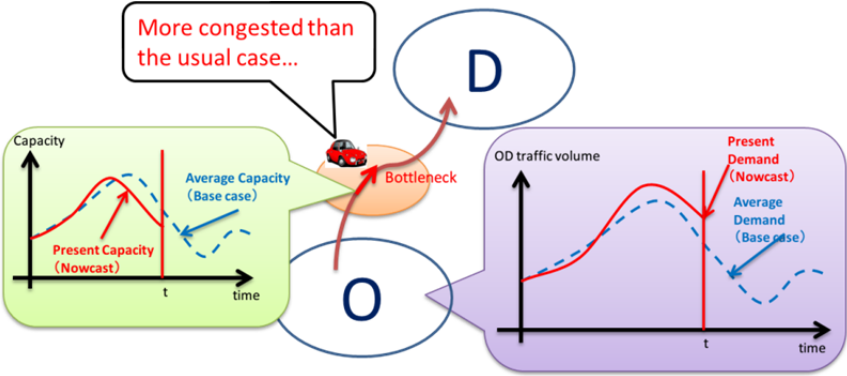 More congested than
the usual case...
D
Capacity
Average Capacity
(Base case)
Present Capacity
(Nowcast)
t
time
Bottleneck
O
OD traffic volume
Present
Demand
(Nowcast)
Average
Demand
(Base case)
t
time